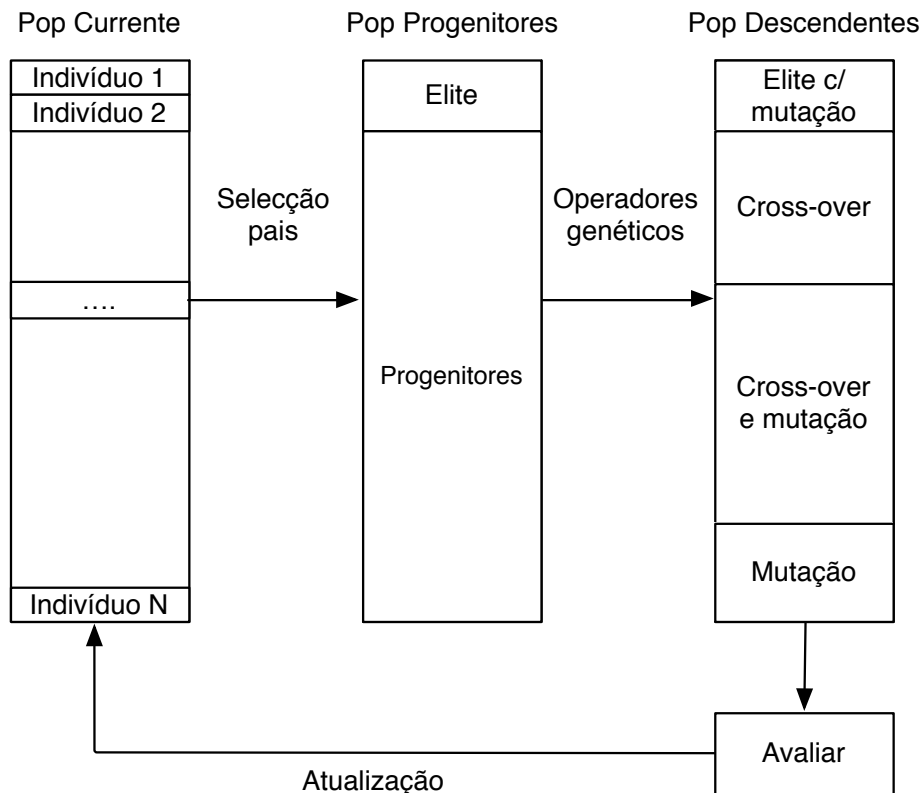 Pop Currente
Pop Progenitores
Pop Descendentes
Indivíduo 1
Indivíduo 2
....
Indivíduo N
Selecção
pais
Elite
Progenitores
Operadores
genéticos
Elite c/
mutação
Cross-over
Cross-over
e mutação
Mutação
Avaliar
Atualização